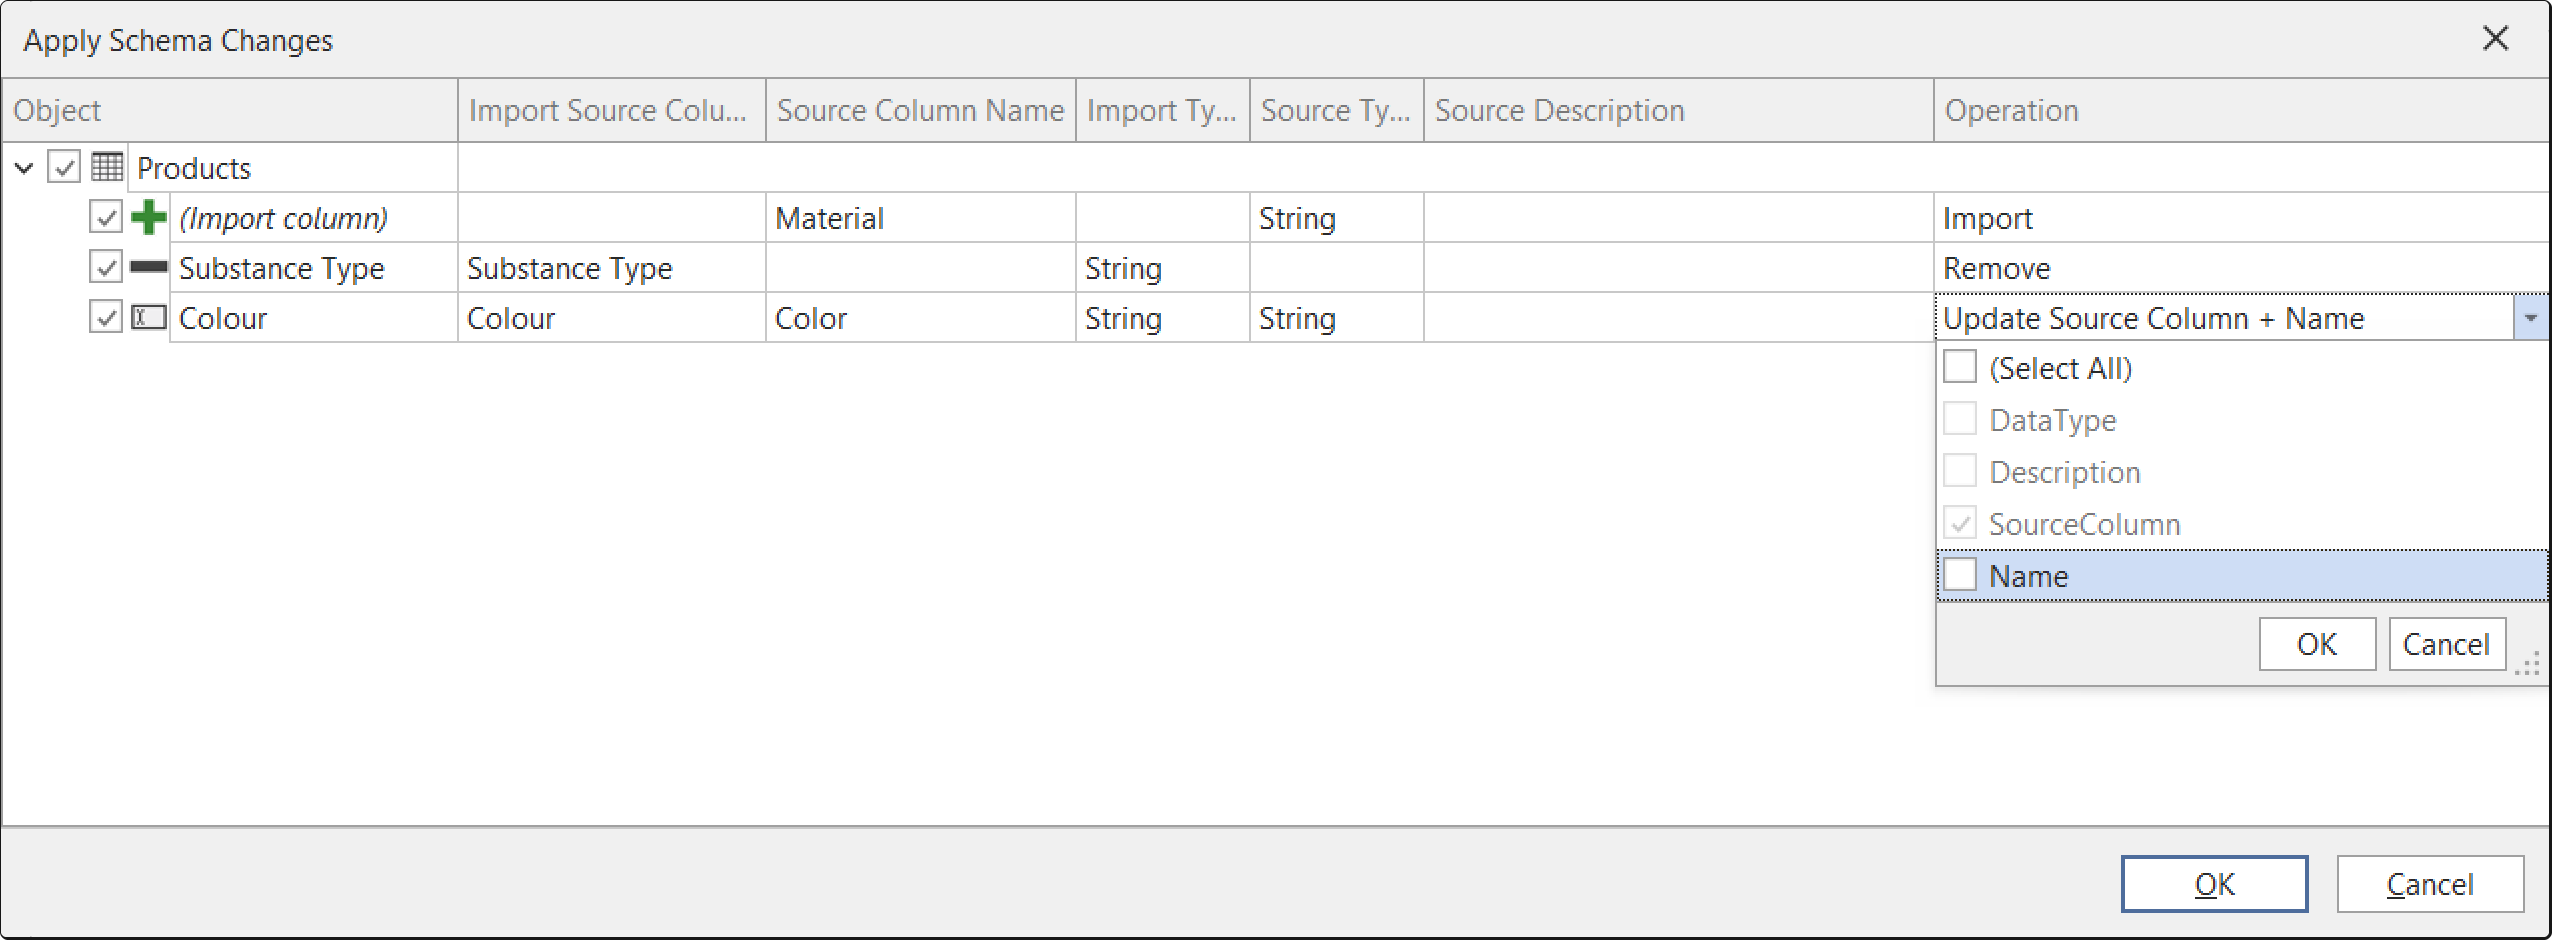 Apply Schema Changes
Object Import Source Colu... Source Column Name Import Ty... Source Ty... Source Description Operation
Products
(Import column) Material String Import
Substance Type Substance Type String Remove
Colour Colour Color String String Update Source Column + Name
(Select All)
DataType
Description
SourceColumn
Name
OK Cancel
OK Cancel